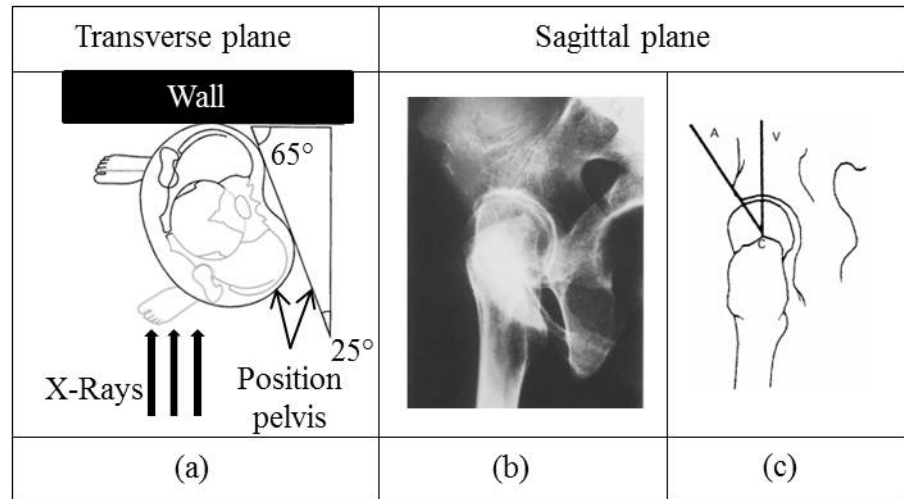 Transverse plane
Sagittal plane
Wall
65°
25°
X-Rays
Position
pelvis
A
V
C
(a)
(b)
(c)